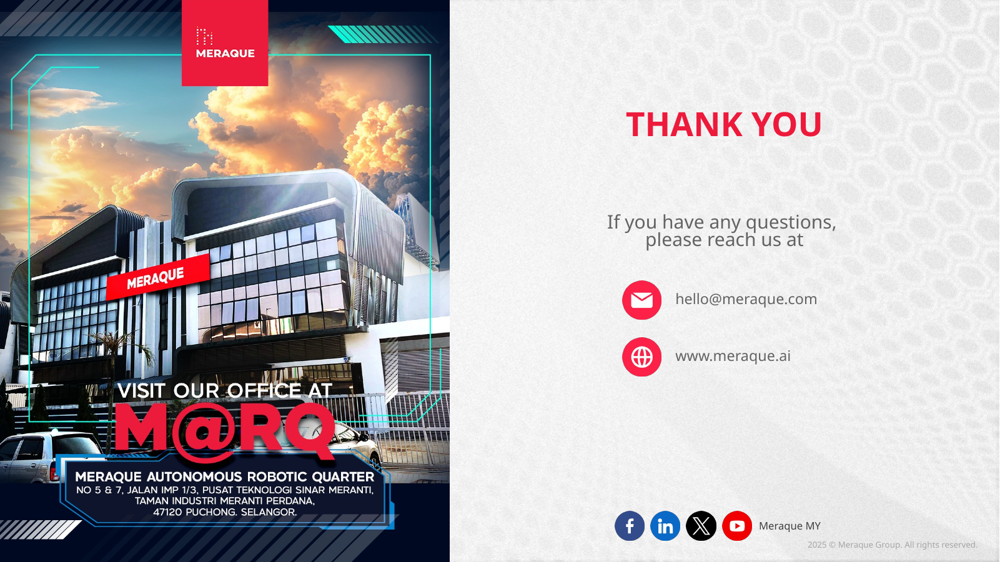 MERAQUE
MERAQUE
VISIT OUR OFFICE AT
M@RQ
MERAQUE AUTONOMOUS ROBOTIC QUARTER
NO 5 & 7, JALAN IMP 1/3, PUSAT TEKNOLOGI SINAR MERANTI,
TAMAN INDUSTRI MERANTI PERDANA,
47120 PUCHONG. SELANGOR.
THANK YOU
If you have any questions,
please reach us at
hello@meraque.com
www.meraque.ai
Meraque MY
2025 © Meraque Group. All rights reserved.